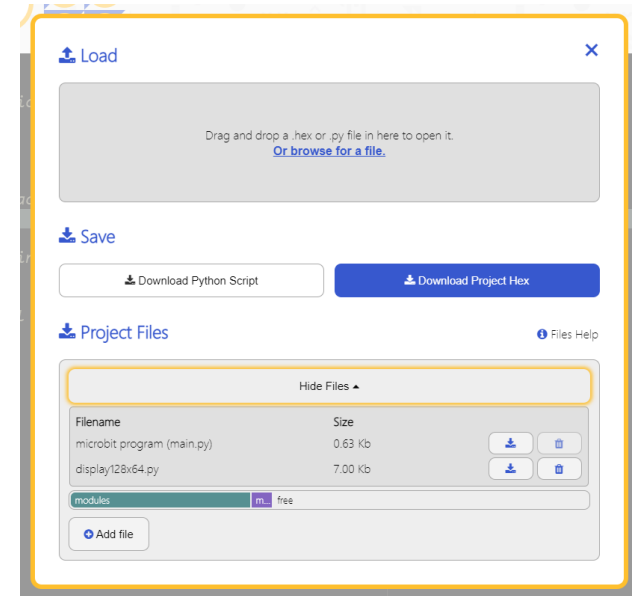 Load
Drag and drop a .hex or .py file in here to open it.
Or browse for a file.
Save
Download Python Script
Download Project Hex
Project Files
Files Help
Hide Files
Filename Size
microbit program (main.py) 0.63 Kb
display128x64.py 7.00 Kb
modules m... free
Add file